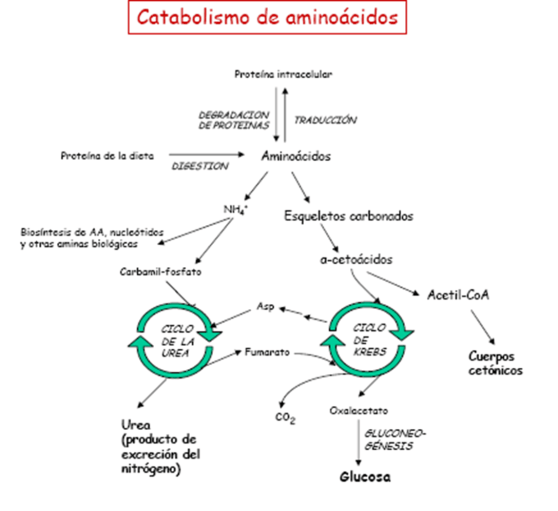 Catabolismo de aminoácidos
Proteína intracelular
DEGRADACION
DE PROTEINAS
TRADUCCIÓN
Proteína de la dieta
DIGESTION
Aminoácidos
NH4+
Esqueletos carbonados
Biosíntesis de AA, nucleótidos
y otras aminas biológicas
α-cetoácidos
Carbamil-fosfato
Acetil-CoA
Asp
CICLO
DE LA
UREA
CICLO
DE
KREBS
Fumarato
Cuerpos
cetónicos
Urea
(producto de
excreción del
nitrógeno)
CO2
Oxalacetato
GLUCONEO-
GÉNESIS
Glucosa